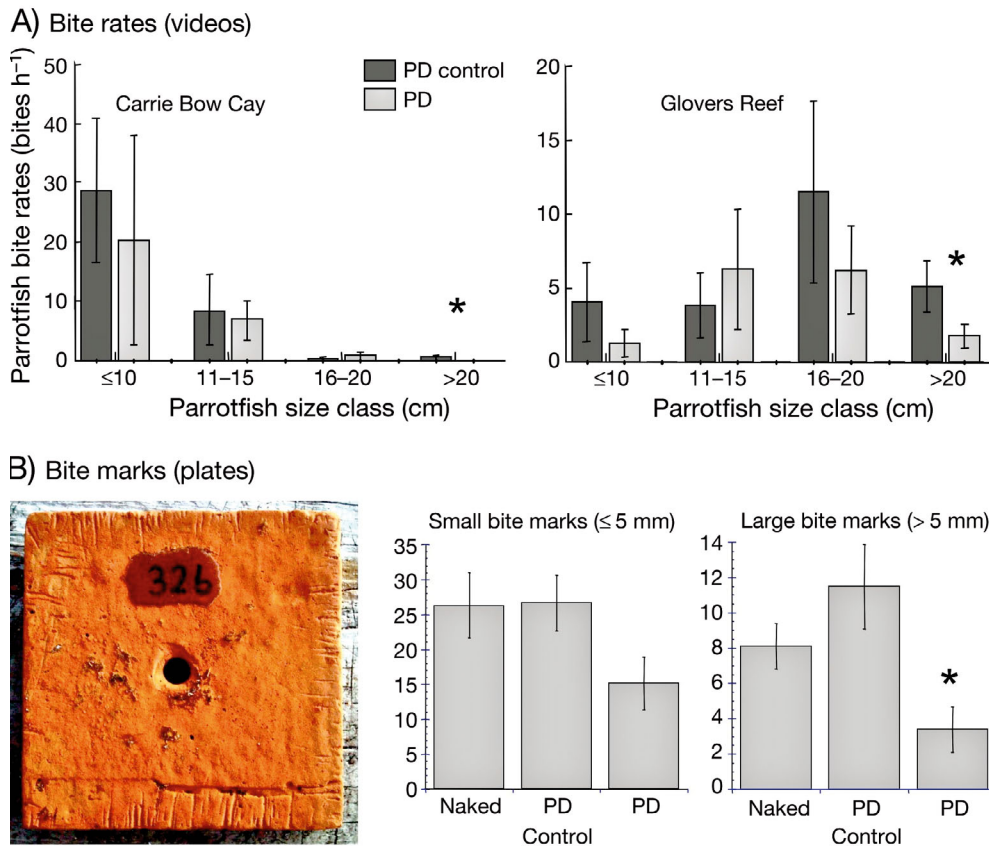 A) Bite rates (videos)
Parrotfish bite rates (bites h⁻¹)
50
40
30
20
10
0
Carrie Bow Cay
PD control
PD
*
≤10 11–15 16–20 >20
Parrotfish size class (cm)
20
15
10
5
0
Glovers Reef
*
≤10 11–15 16–20 >20
Parrotfish size class (cm)
B) Bite marks (plates)
326
Small bite marks (≤ 5 mm)
35
30
25
20
15
10
5
0
Naked PD PD
Control
Large bite marks (> 5 mm)
14
12
10
8
6
4
2
0
*
Naked PD PD
Control